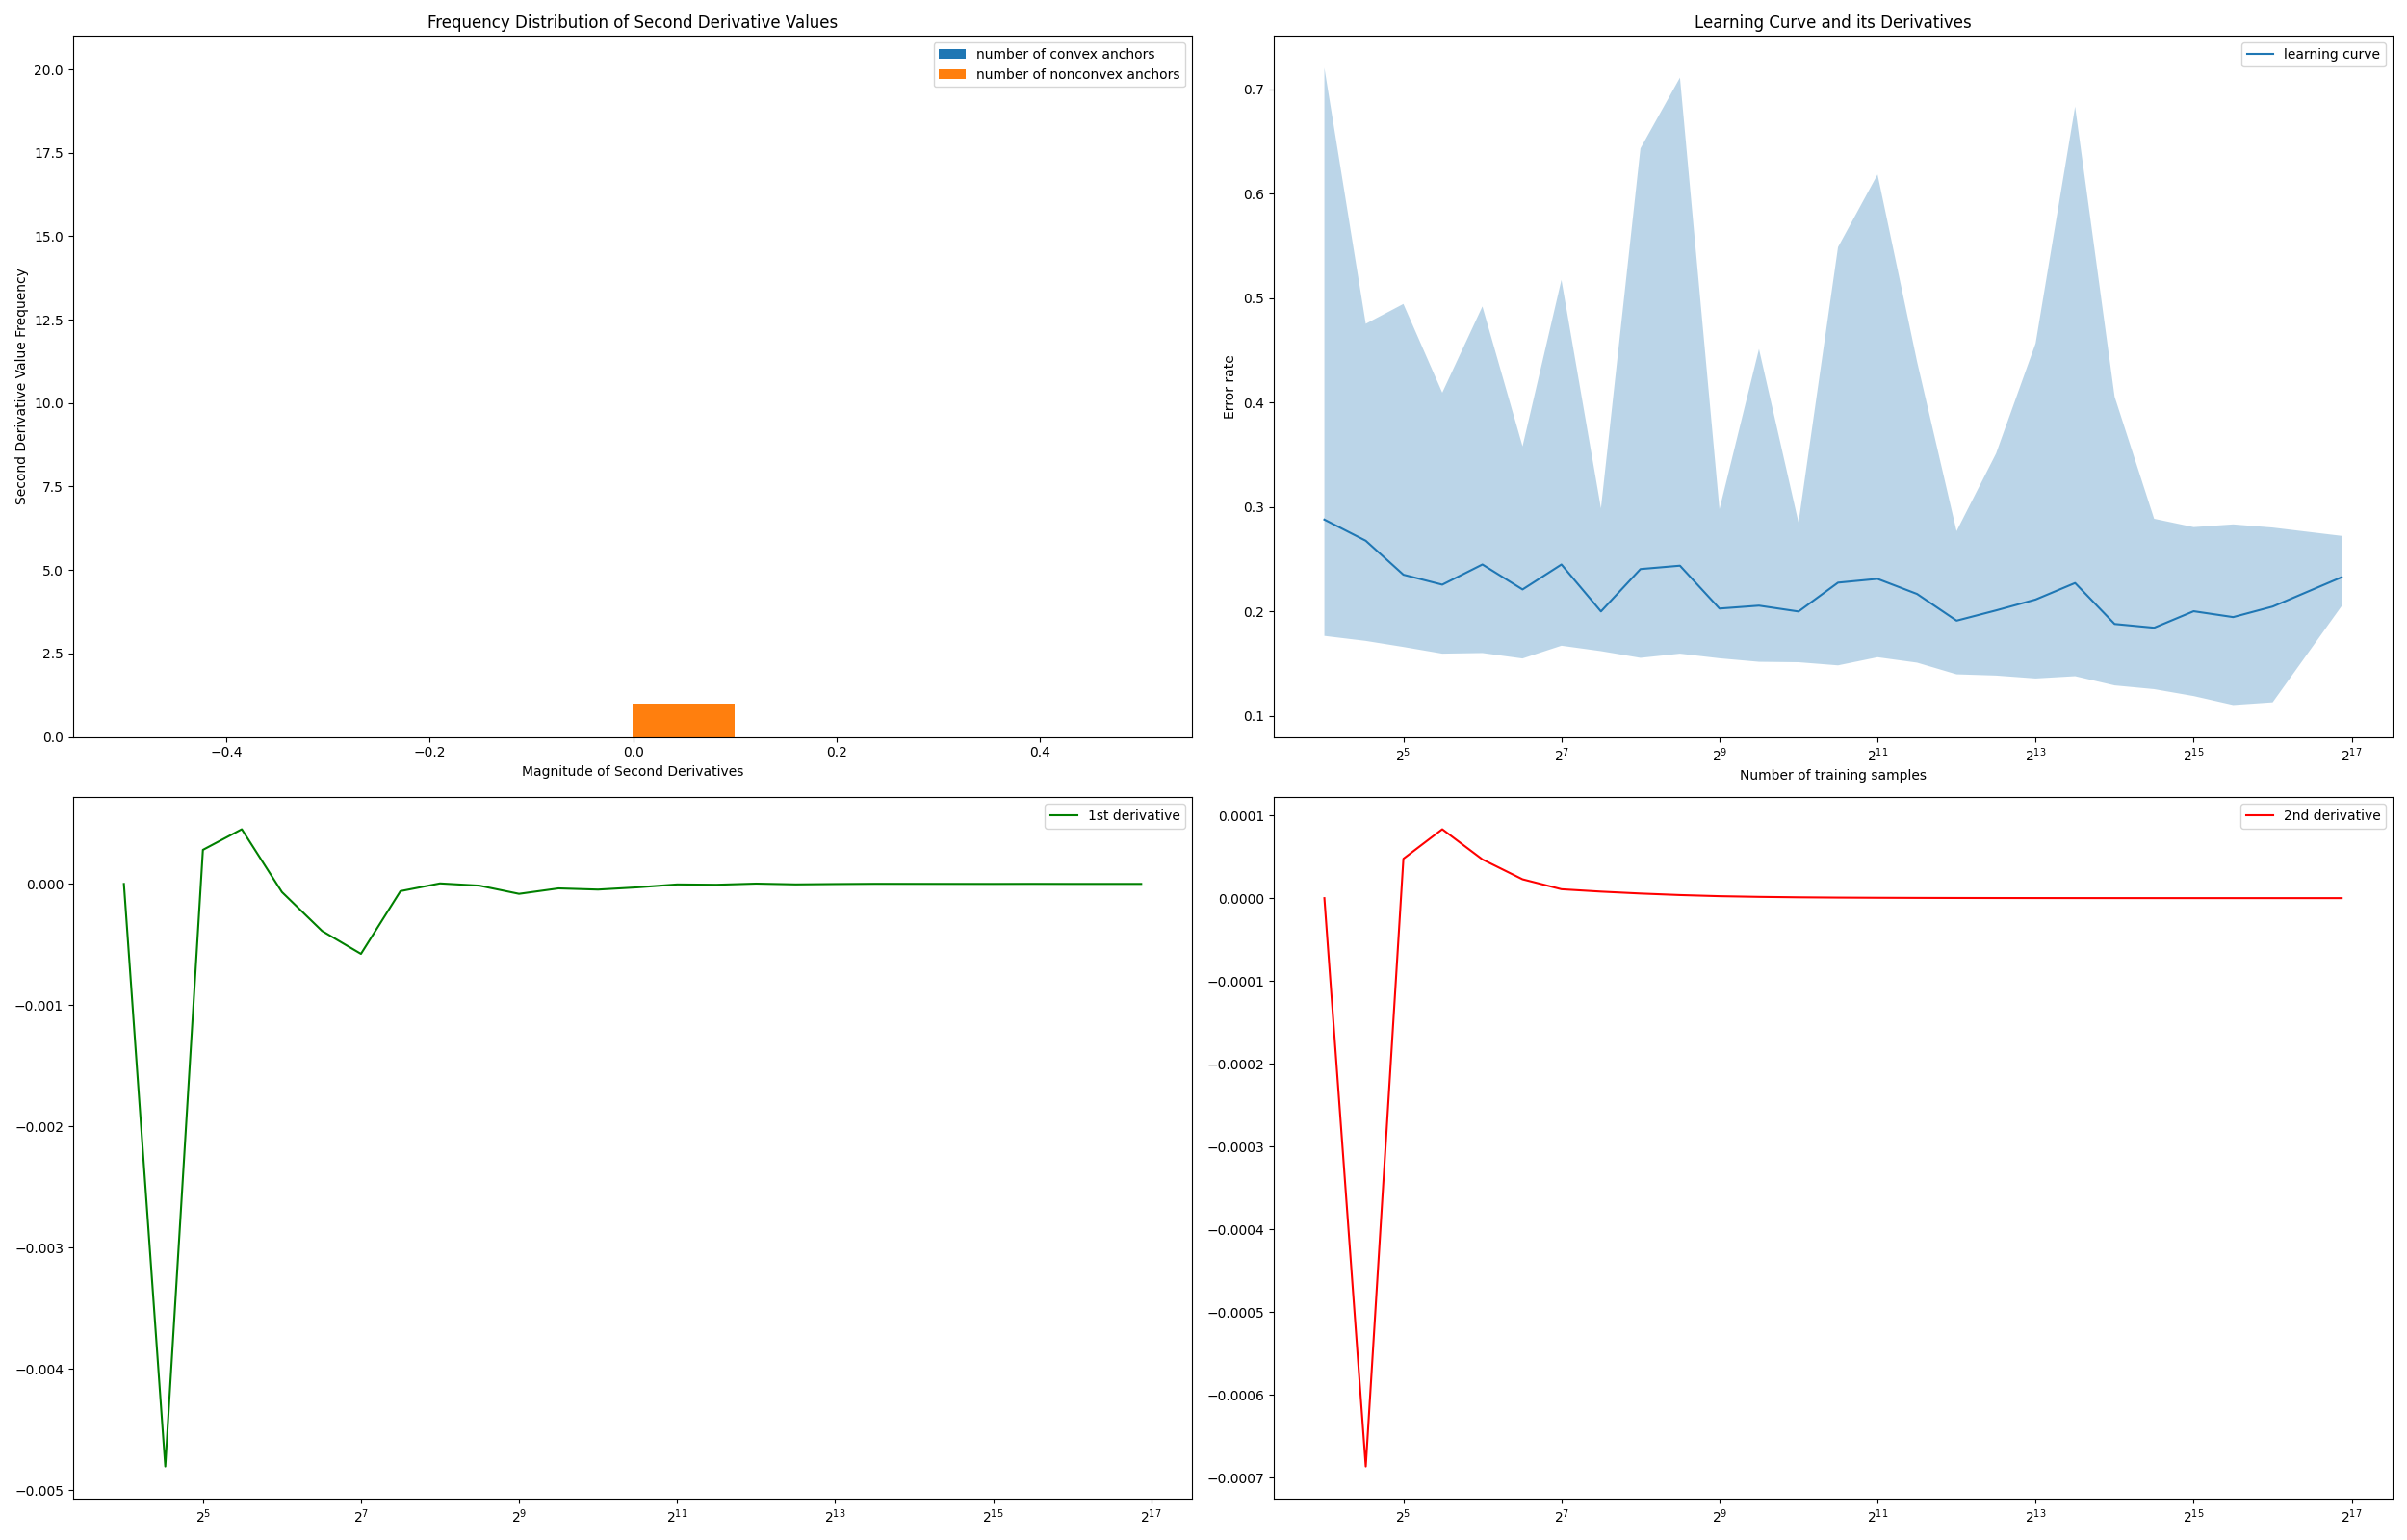 Frequency Distribution of Second Derivative Values
number of convex anchors
number of nonconvex anchors
20.0
17.5
15.0
12.5
10.0
7.5
5.0
2.5
0.0
Second Derivative Value Frequency
−0.4 −0.2 0.0 0.2 0.4
Magnitude of Second Derivatives
Learning Curve and its Derivatives
learning curve
0.7
0.6
0.5
0.4
0.3
0.2
0.1
Error rate
2^5 2^7 2^9 2^11 2^13 2^15 2^17
Number of training samples
1st derivative
0.000
−0.001
−0.002
−0.003
−0.004
−0.005
2^5 2^7 2^9 2^11 2^13 2^15 2^17
2nd derivative
0.0001
0.0000
−0.0001
−0.0002
−0.0003
−0.0004
−0.0005
−0.0006
−0.0007
2^5 2^7 2^9 2^11 2^13 2^15 2^17